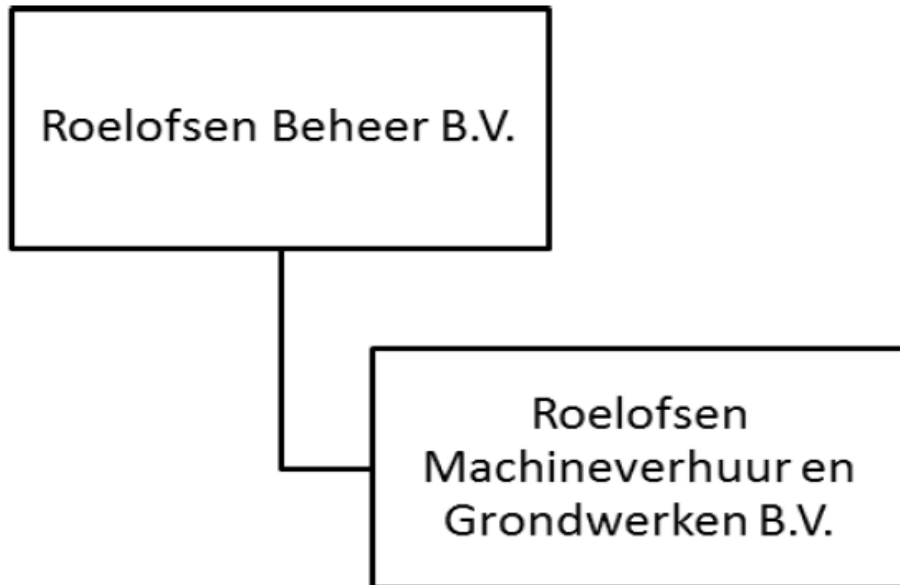 Roelofsen Beheer B.V.
Roelofsen
Machineverhuur en
Grondwerken B.V.